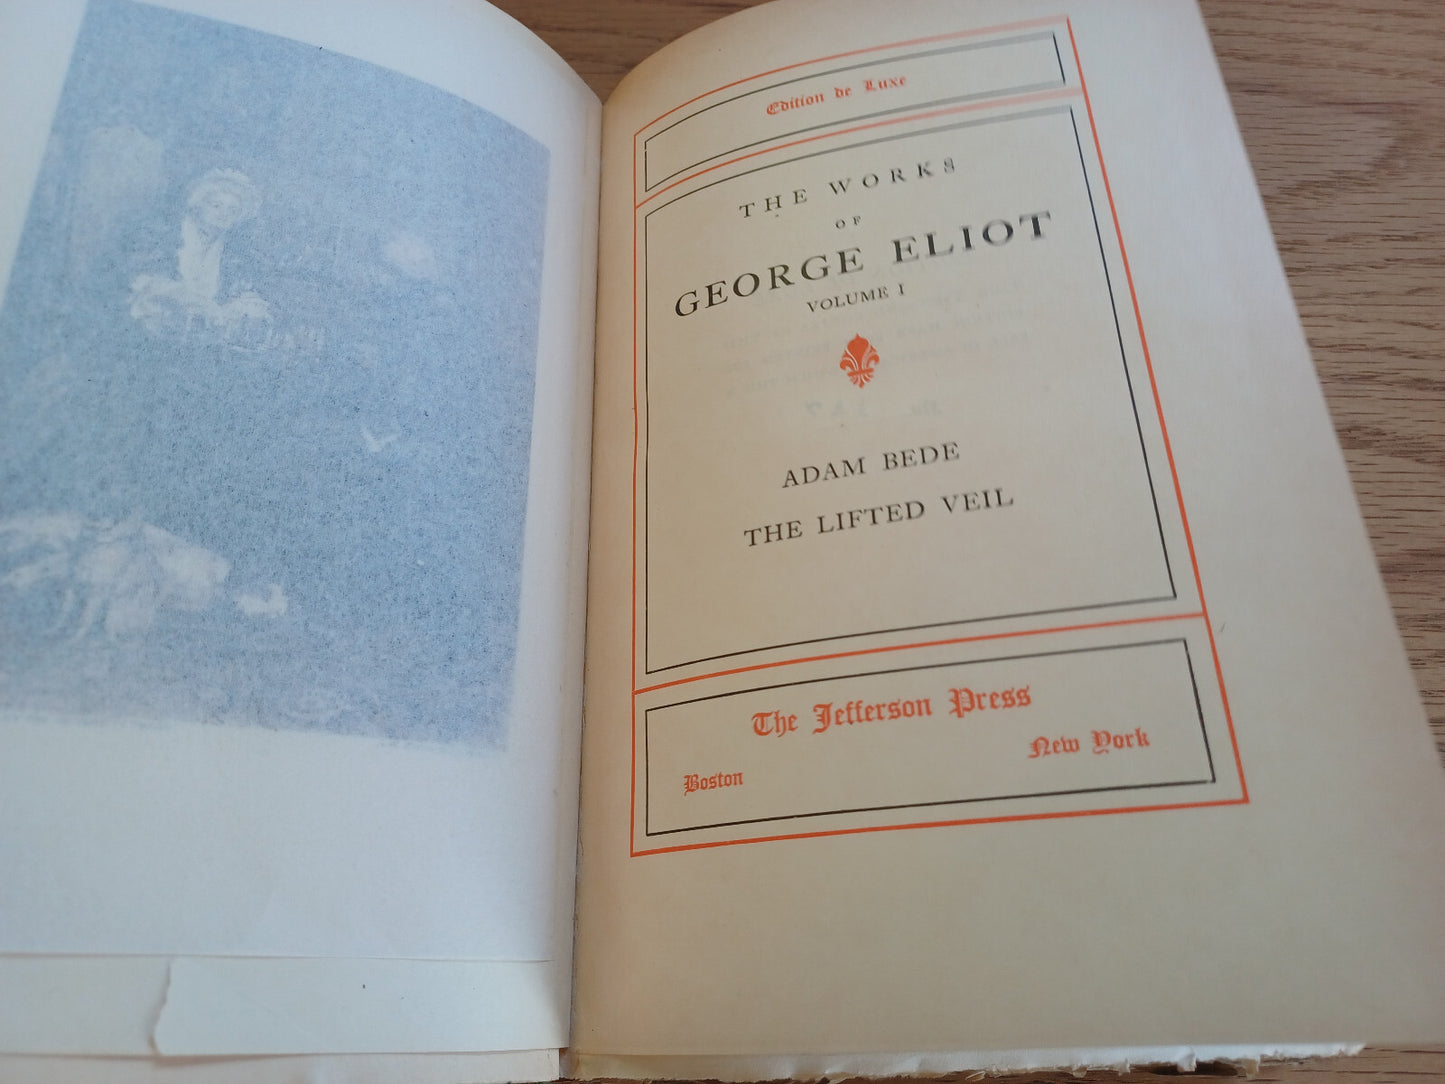 Edition de Luxe
THE WORKS
OF
GEORGE ELIOT
VOLUME I
ADAM BEDE
THE LIFTED VEIL
The Jefferson Press
Boston
New York